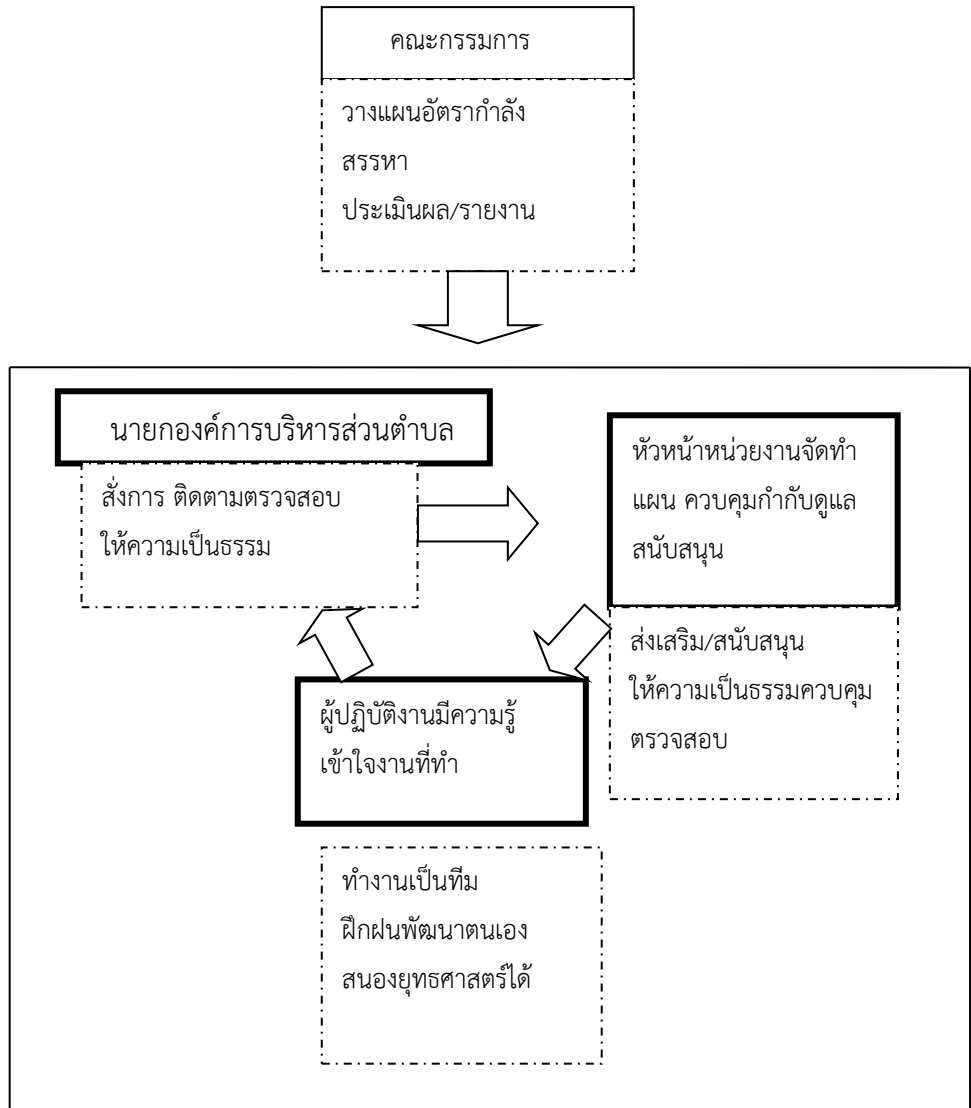 คณะกรรมการ
วางแผนอัตรากำลัง
สรรหา
ประเมินผล/รายงาน
นายกองค์การบริหารส่วนตำบล
สั่งการ ติดตามตรวจสอบ
ให้ความเป็นธรรม
หัวหน้าหน่วยงานจัดทำ
แผน ควบคุมกำกับดูแล
สนับสนุน
ส่งเสริม/สนับสนุน
ให้ความเป็นธรรมควบคุม
ตรวจสอบ
ผู้ปฏิบัติงานมีความรู้
เข้าใจงานที่ทำ
ทำงานเป็นทีม
ฝึกฝนพัฒนาตนเอง
สนองยุทธศาสตร์ได้